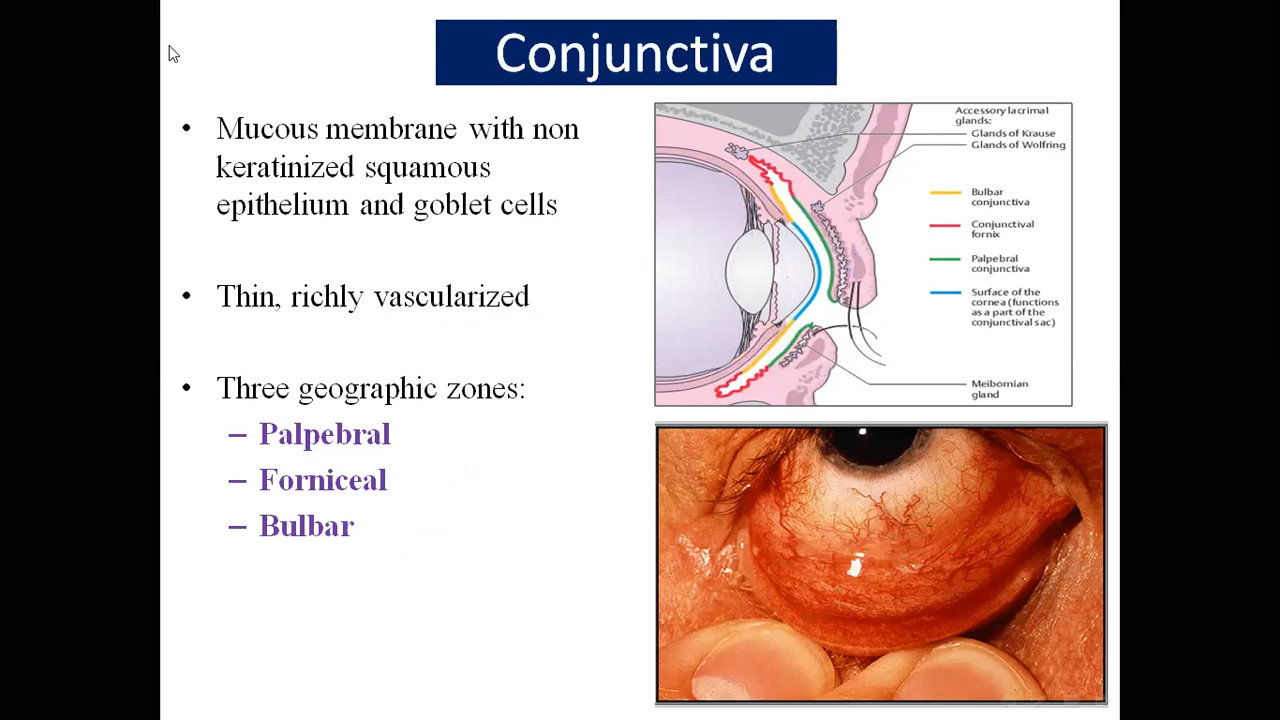 Conjunctiva
• Mucous membrane with non
keratinized squamous
epithelium and goblet cells
• Thin, richly vascularized
• Three geographic zones:
– Palpebral
– Forniceal
– Bulbar
Accessory lacrimal
glands:
Glands of Krause
Glands of Wolfring
Bulbar
conjunctiva
Conjunctival
fornix
Palpebral
conjunctiva
Surface of the
cornea (functions
as a part of the
conjunctival sac)
Meibomian
gland